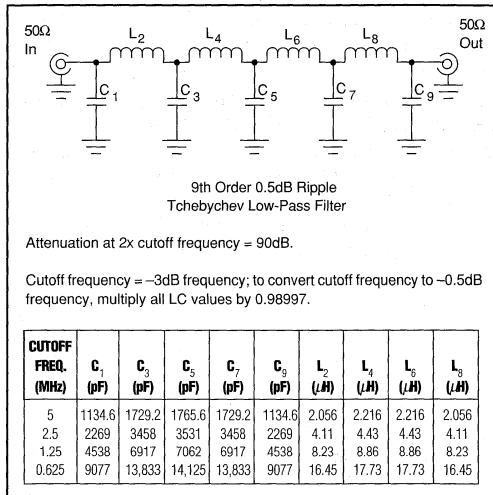 50Ω
In
L2
L4
L6
L8
50Ω
Out
C1
C3
C5
C7
C9
9th Order 0.5dB Ripple
Tchebychev Low-Pass Filter
Attenuation at 2x cutoff frequency = 90dB.
Cutoff frequency = –3dB frequency; to convert cutoff frequency to ~0.5dB
frequency, multiply all LC values by 0.98997.
CUTOFF FREQ. (MHz) C1 (pF) C3 (pF) C5 (pF) C7 (pF) C9 (pF) L2 (µH) L4 (µH) L6 (µH) L8 (µH)
5 1134.6 1729.2 1765.6 1729.2 1134.6 2.056 2.216 2.216 2.056
2.5 2269 3458 3531 3458 2269 4.11 4.43 4.43 4.11
1.25 4538 6917 7062 6917 4538 8.23 8.86 8.86 8.23
0.625 9077 13,833 14,125 13,833 9077 16.45 17.73 17.73 16.45